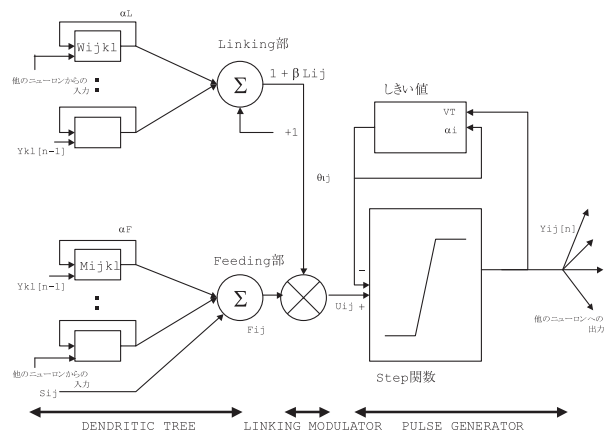 αL
Wijkl
他のニューロンからの
入力
Ykl[n-1]
Linking部
Σ
1+βLij
+1
しきい値
VT
αi
θij
αF
Mijkl
Ykl[n-1]
他のニューロンからの
入力
Sij
Feeding部
Σ
Fij
Uij
-
+
Step関数
Yij[n]
他のニューロンへの
出力
DENDRITIC TREE
LINKING MODULATOR
PULSE GENERATOR